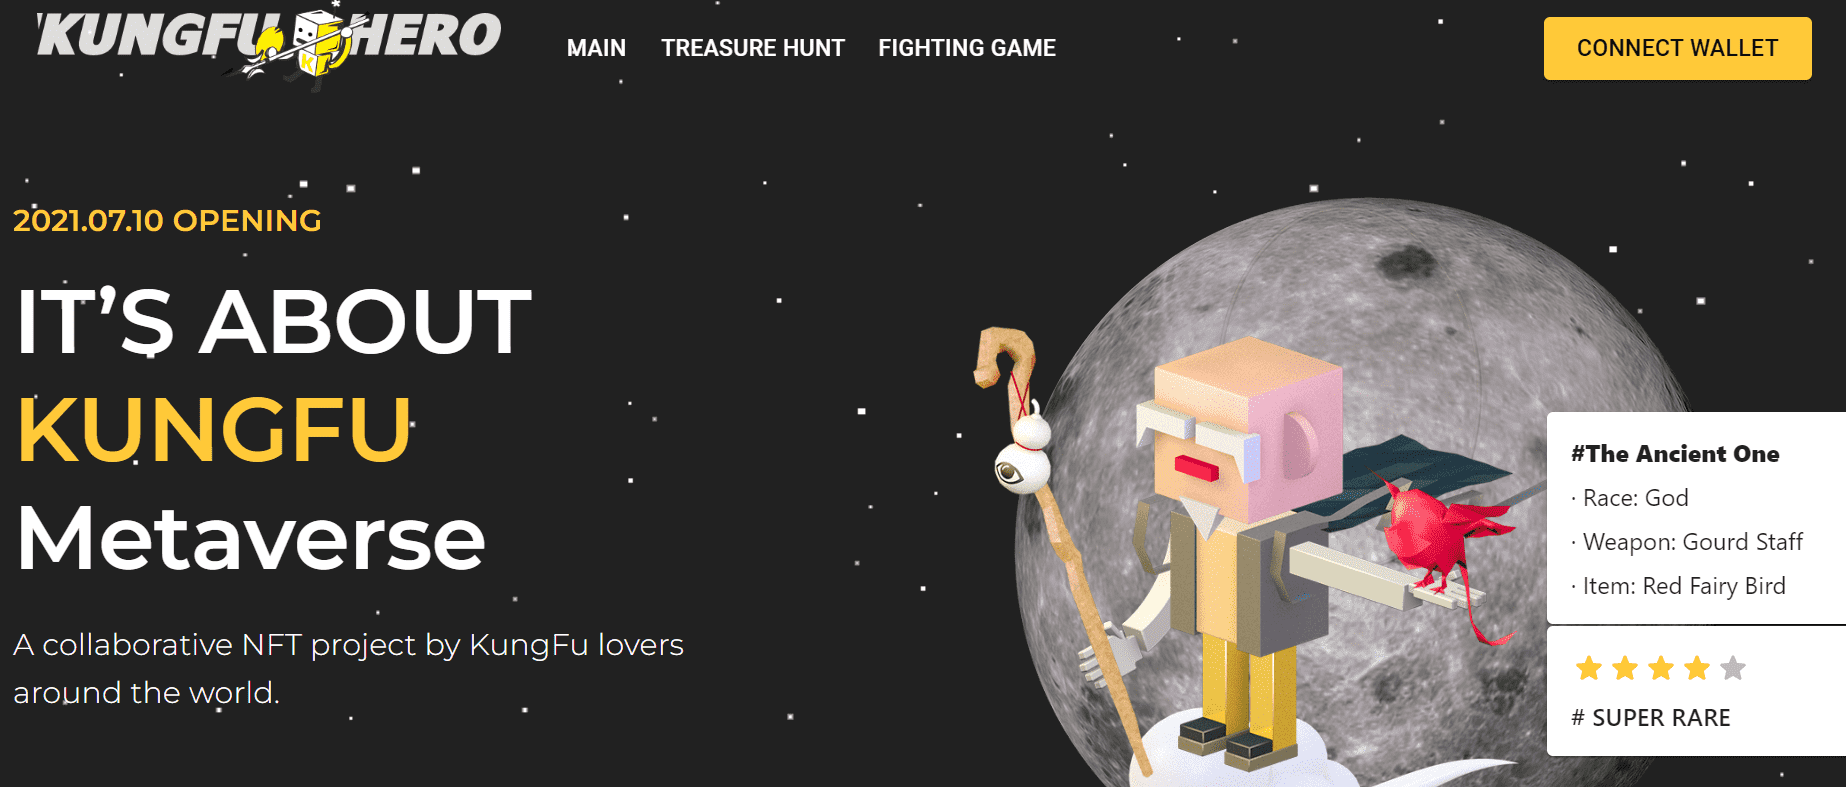 KUNGFU HERO
MAIN
TREASURE HUNT
FIGHTING GAME
CONNECT WALLET
2021.07.10 OPENING
IT'S ABOUT
KUNGFU
Metaverse
A collaborative NFT project by KungFu lovers
around the world.
#The Ancient One
· Race: God
· Weapon: Gourd Staff
· Item: Red Fairy Bird
# SUPER RARE